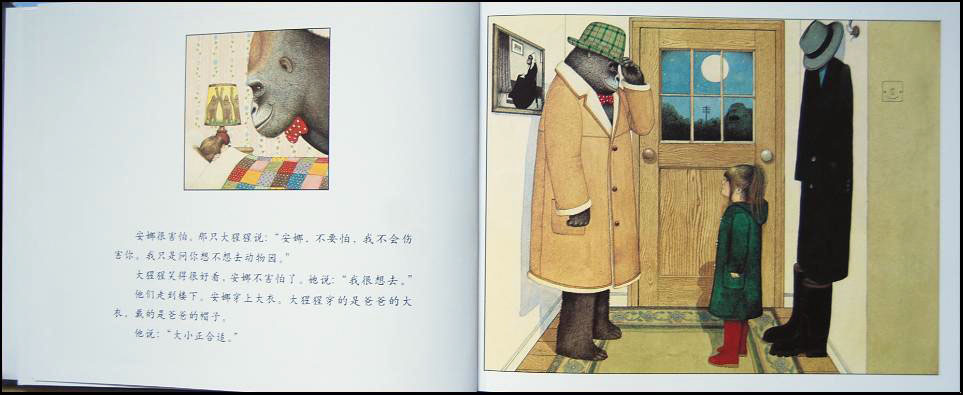 安娜很害怕。那只大猩猩说：“安娜，不要怕，我不会伤
害你。我只是问你想不想去动物园。”
大猩猩笑得很好看，安娜不害怕了。她说：“我很想去。”
他们走到楼下，安娜穿上大衣。大猩猩穿的是爸爸的大
衣，戴的是爸爸的帽子。
他说：“大小正合适。”